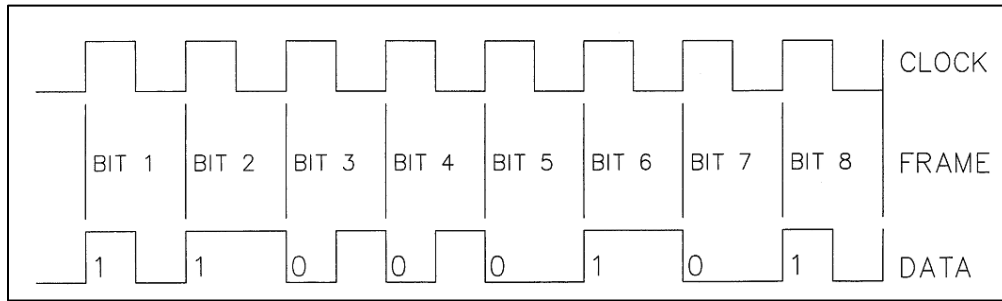 CLOCK
BIT 1 BIT 2 BIT 3 BIT 4 BIT 5 BIT 6 BIT 7 BIT 8 FRAME
1 1 0 0 0 1 0 1 DATA